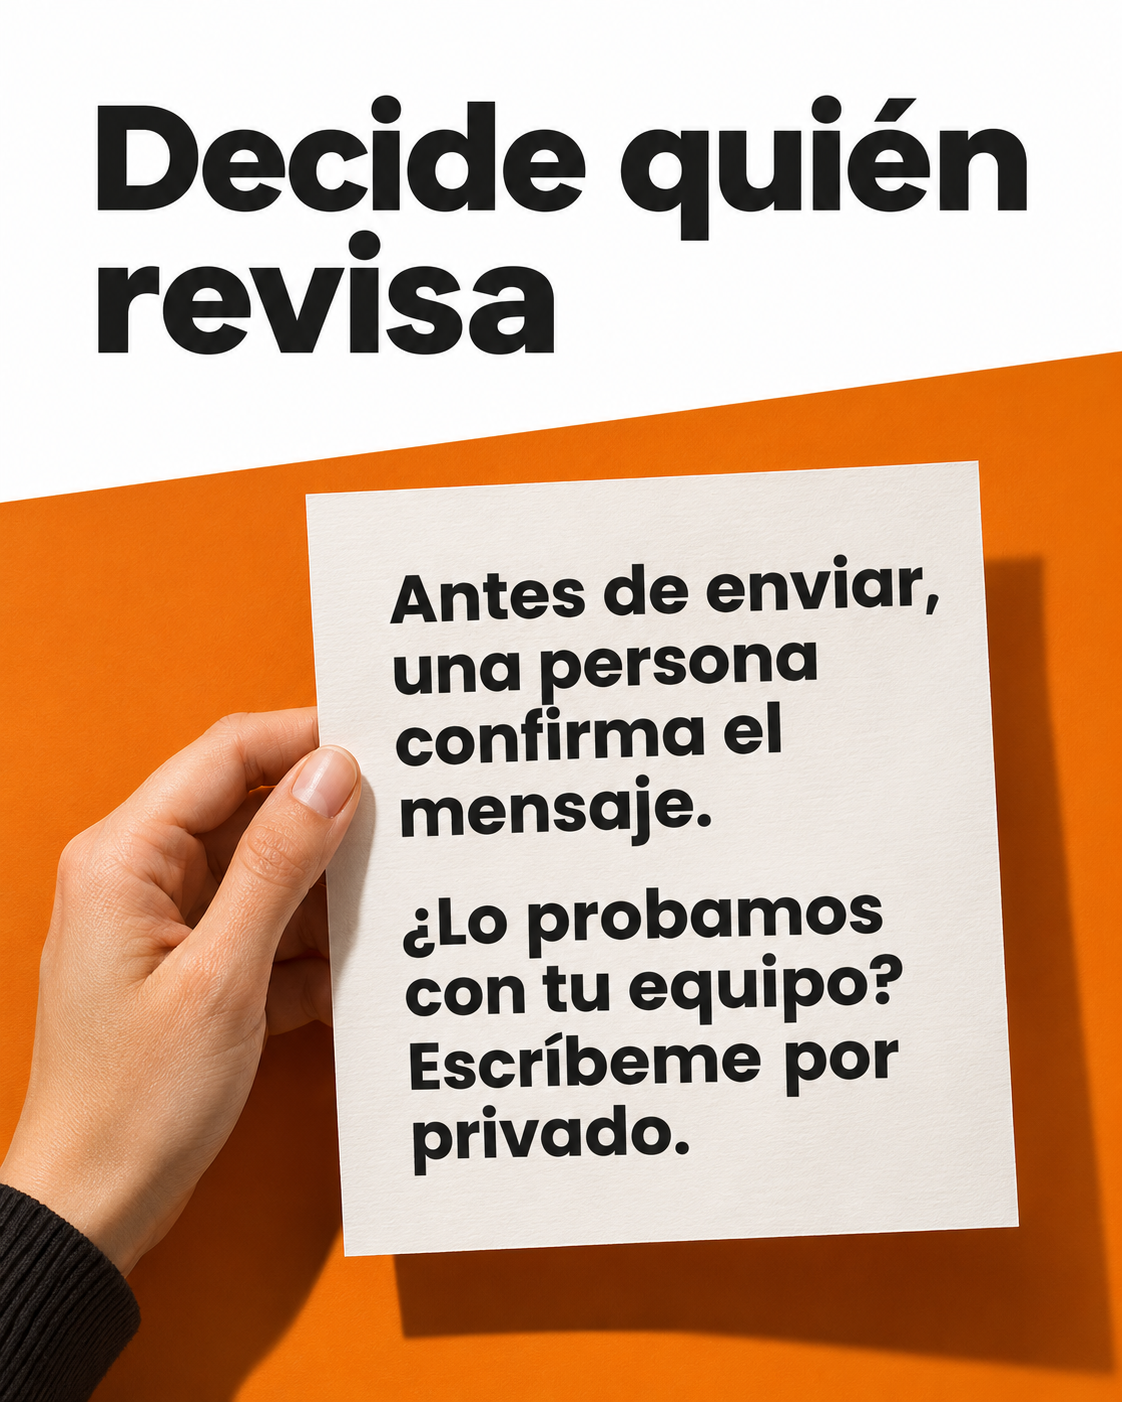 Decide quién
revisa
Antes de enviar,
una persona
confirma el
mensaje.
¿Lo probamos
con tu equipo?
Escríbeme por
privado.